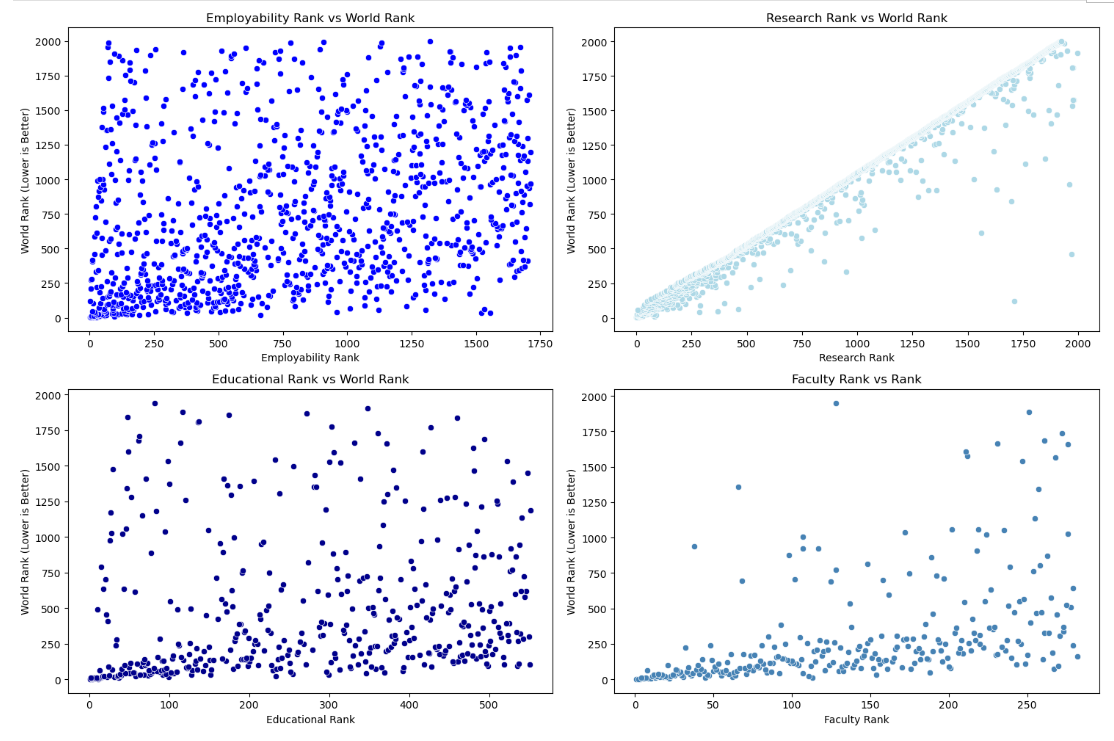 Employability Rank vs World Rank
World Rank (Lower is Better)
2000
1750
1500
1250
1000
750
500
250
0
0 250 500 750 1000 1250 1500 1750
Employability Rank
Research Rank vs World Rank
World Rank (Lower is Better)
2000
1750
1500
1250
1000
750
500
250
0
0 250 500 750 1000 1250 1500 1750 2000
Research Rank
Educational Rank vs World Rank
World Rank (Lower is Better)
2000
1750
1500
1250
1000
750
500
250
0
0 100 200 300 400 500
Educational Rank
Faculty Rank vs Rank
World Rank (Lower is Better)
2000
1750
1500
1250
1000
750
500
250
0
0 50 100 150 200 250
Faculty Rank